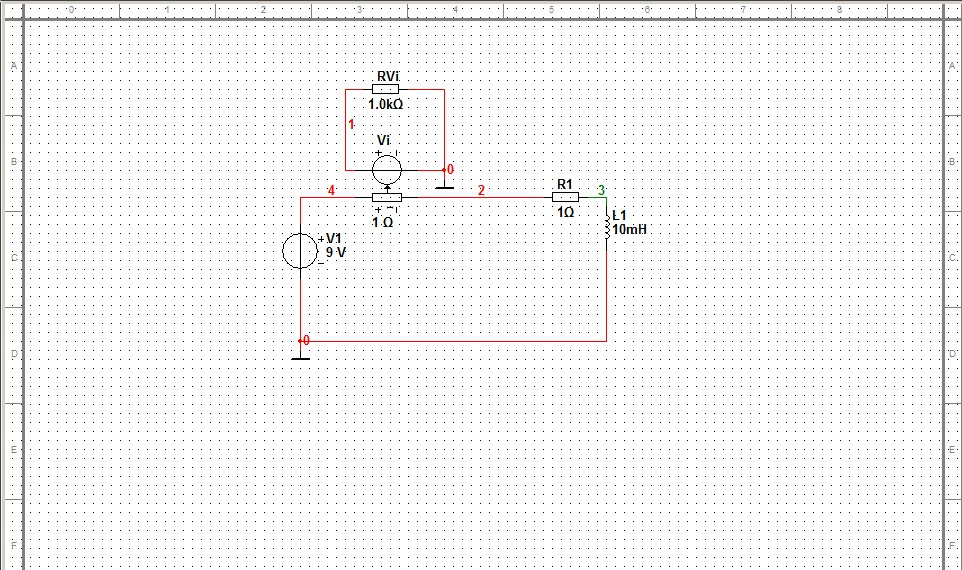 0 1 2 3 4 5 6 7 8
A A
RVi
1.0kΩ
1
Vi
+ -
B B
0
4 2 R1 3
+ -
1 Ω 1Ω
L1
10mH
+ V1
9 V
-
C C
0
D D
E E
F F